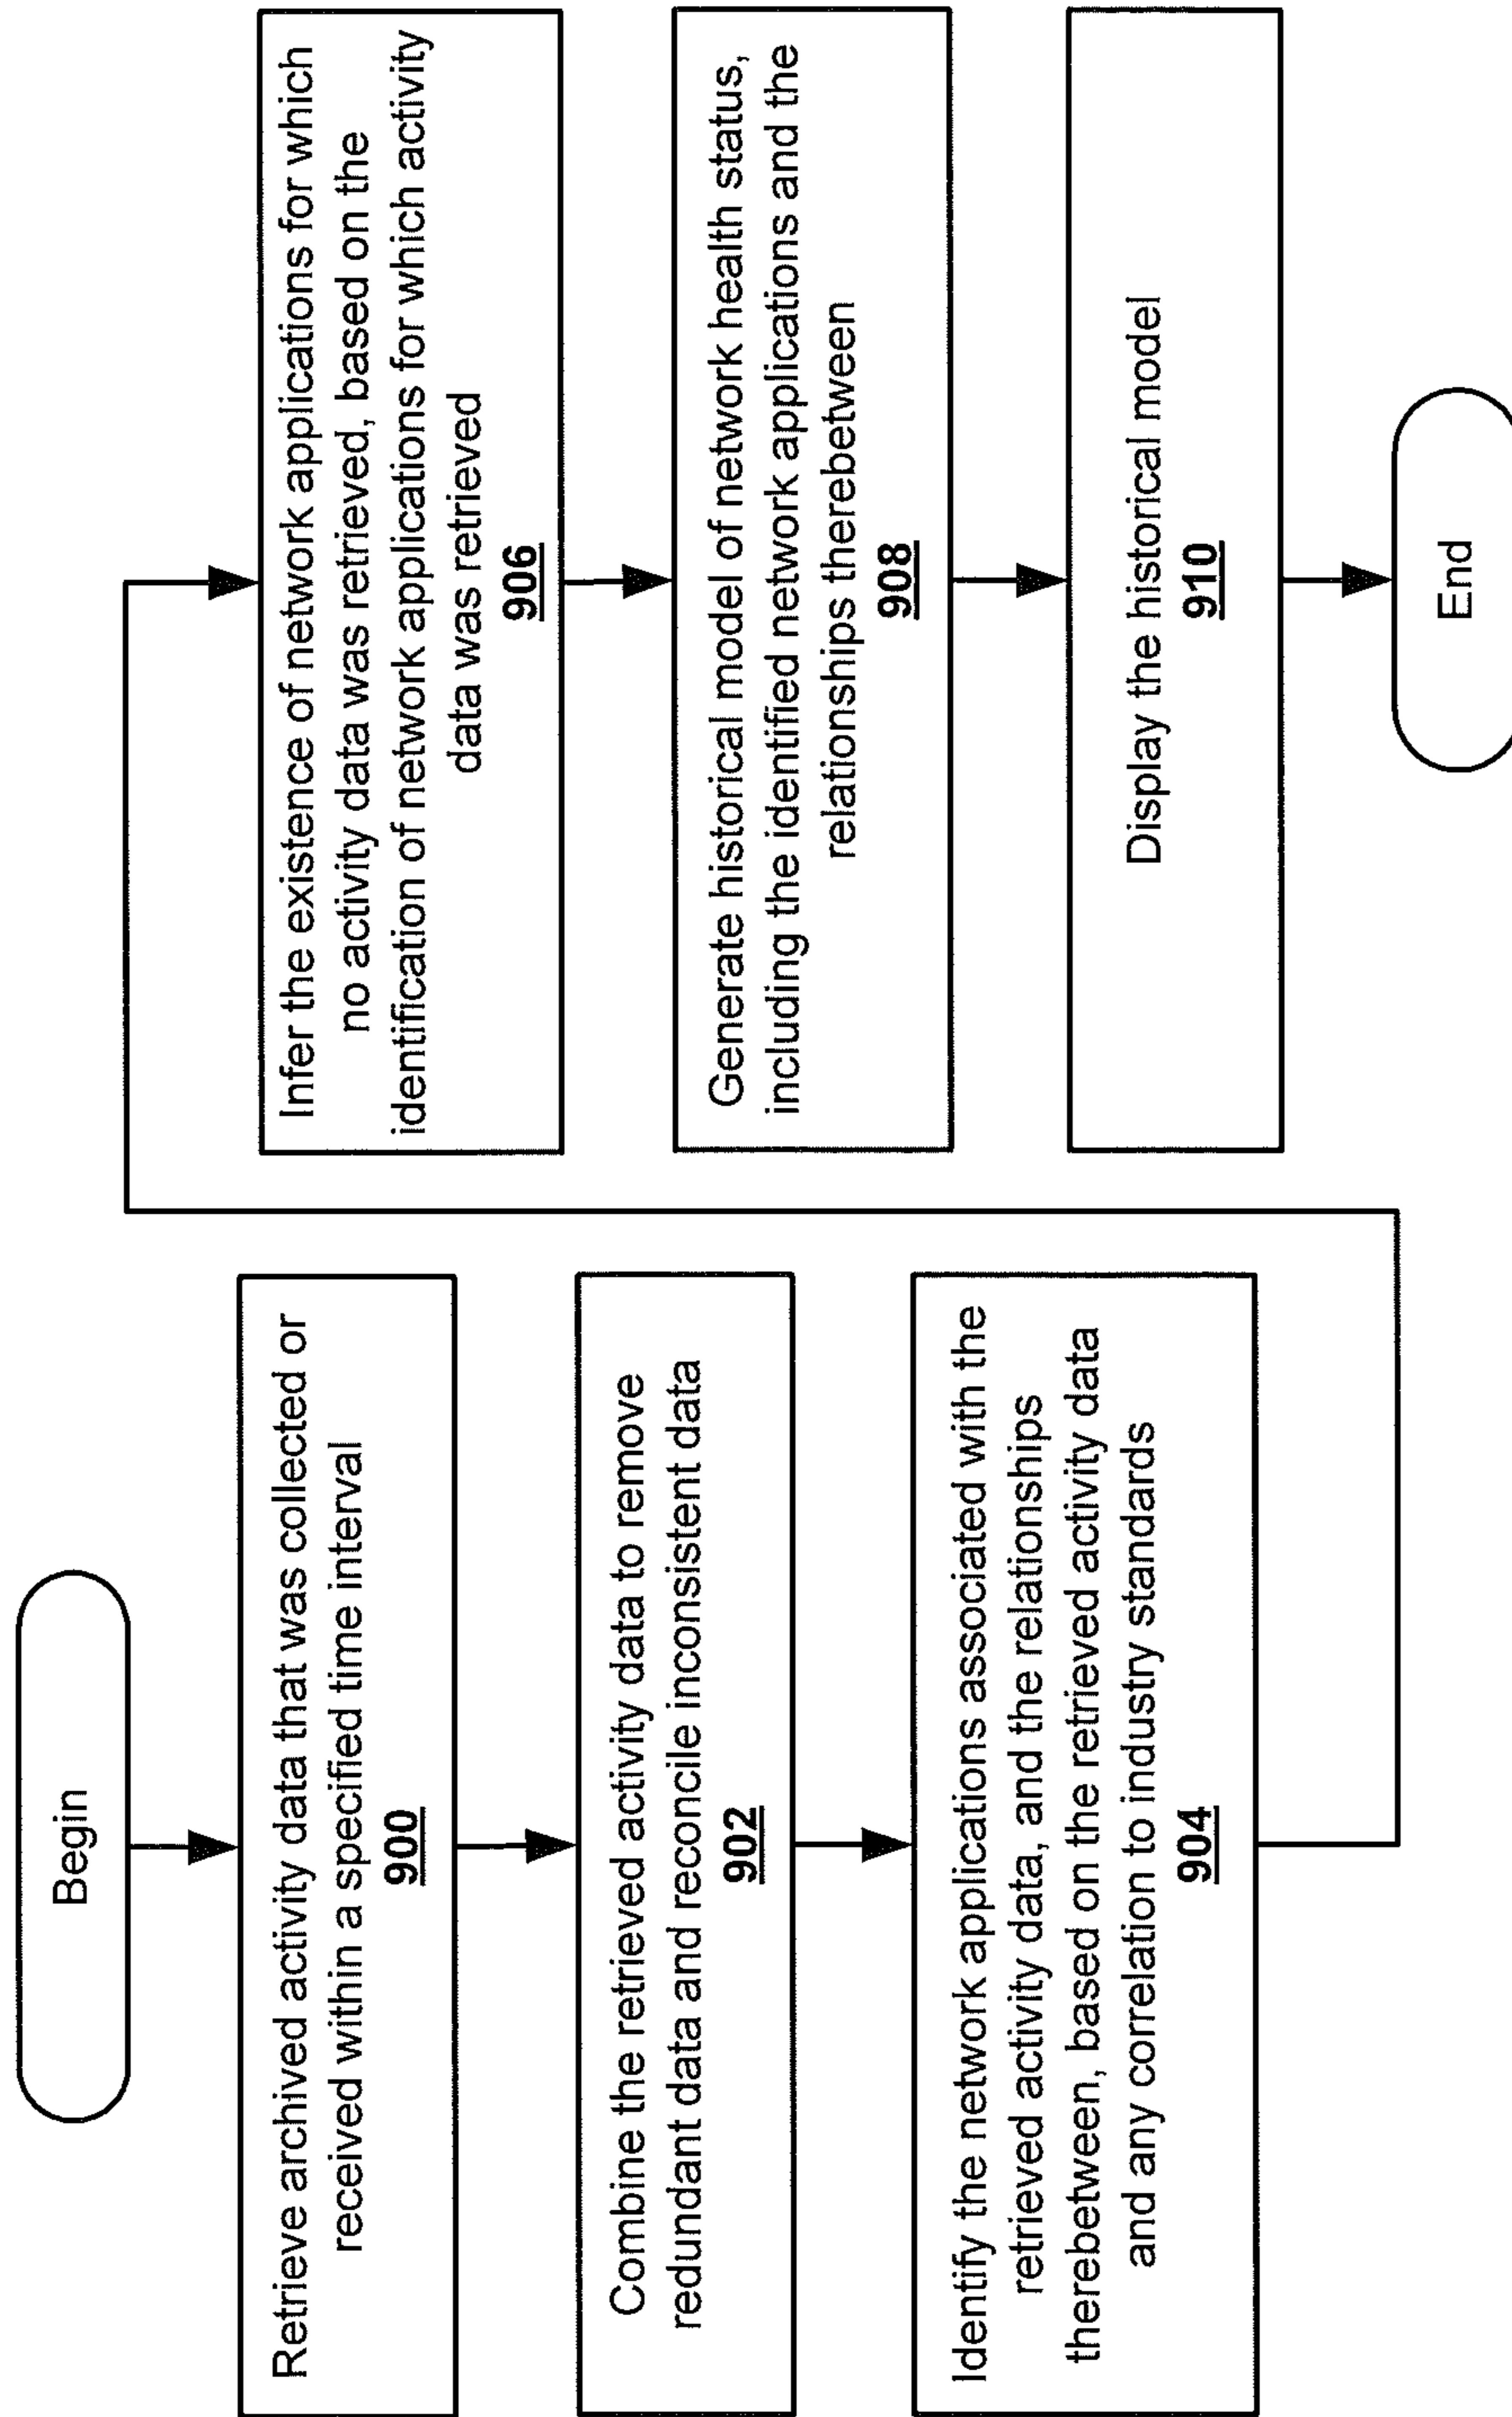 Begin
Retrieve archived activity data that was collected or
received within a specified time interval
900
Combine the retrieved activity data to remove
redundant data and reconcile inconsistent data
902
Identify the network applications associated with the
retrieved activity data, and the relationships
therebetween, based on the retrieved activity data
and any correlation to industry standards
904
Infer the existence of network applications for which
no activity data was retrieved, based on the
identification of network applications for which activity
data was retrieved
906
Generate historical model of network health status,
including the identified network applications and the
relationships therebetween
908
Display the historical model
910
End